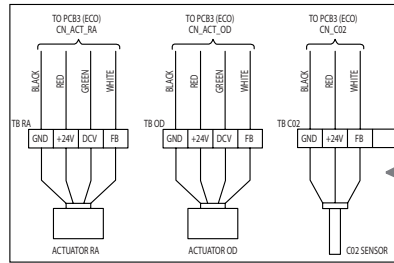 TO PCB3 (ECO) TO PCB3 (ECO) TO PCB3 (ECO)
CN_ACT_RA CN_ACT_OD CN_C02
BLACK RED GREEN WHITE BLACK RED GREEN WHITE BLACK RED WHITE
TB RA TB OD TB C02
GND +24V DCV FB GND +24V DCV FB GND +24V FB
ACTUATOR RA ACTUATOR OD C02 SENSOR